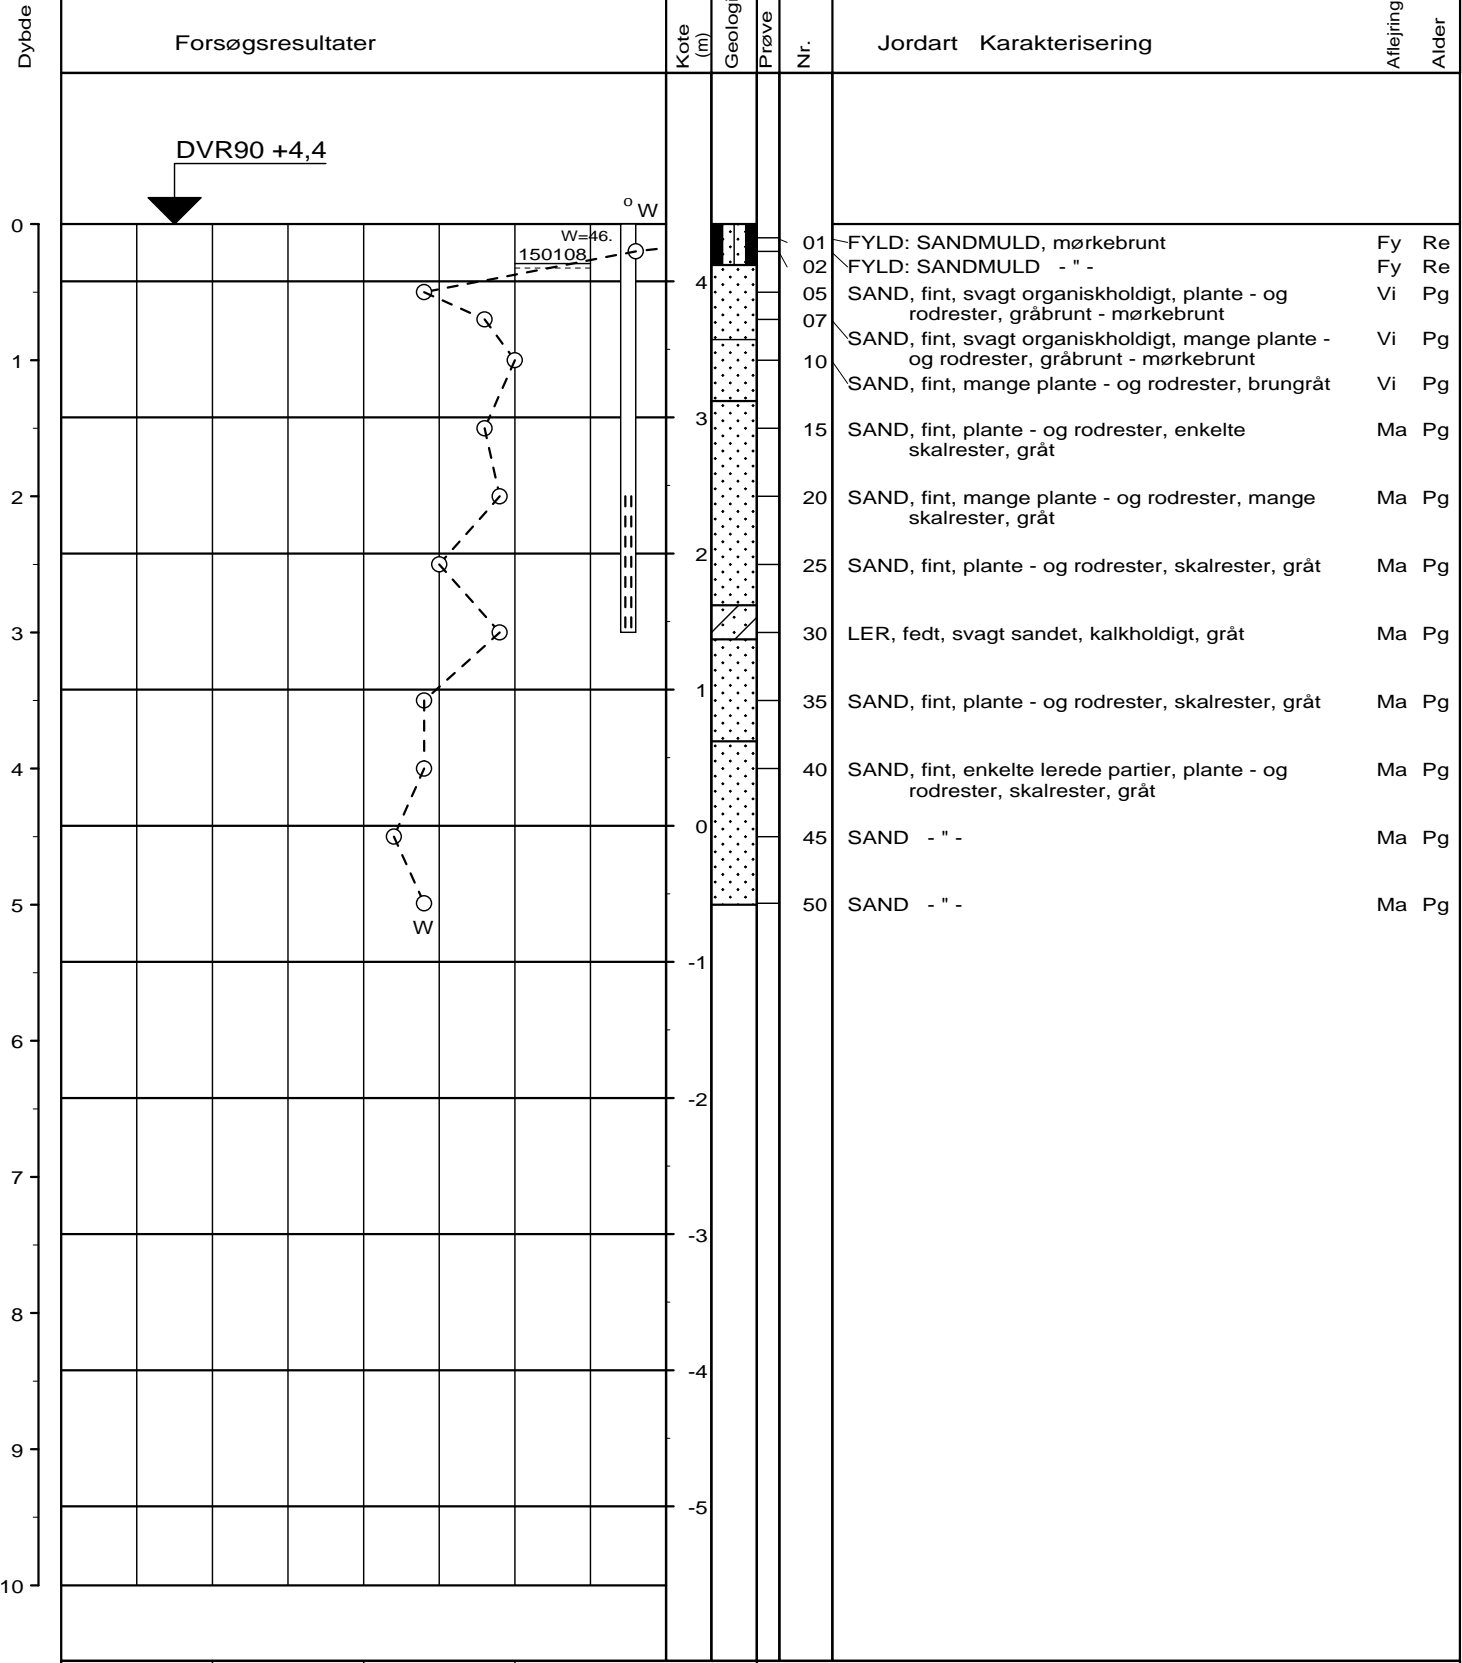 Dybde
Forsøgsresultater
Kote
(m)
Geologi
Prøve
Nr.
Jordart Karakterisering
Aflejring
Alder
DVR90 +4,4
o W
W=46.
150108
0
1
2
3
4
5
6
7
8
9
10
W
4
3
2
1
0
-1
-2
-3
-4
-5
01 FYLD: SANDMULD, mørkebrunt Fy Re
02 FYLD: SANDMULD - " - Fy Re
05 SAND, fint, svagt organiskholdigt, plante - og Vi Pg
rodrester, gråbrunt - mørkebrunt
07 SAND, fint, svagt organiskholdigt, mange plante - Vi Pg
og rodrester, gråbrunt - mørkebrunt
10 SAND, fint, mange plante - og rodrester, brungråt Vi Pg
15 SAND, fint, plante - og rodrester, enkelte Ma Pg
skalrester, gråt
20 SAND, fint, mange plante - og rodrester, mange Ma Pg
skalrester, gråt
25 SAND, fint, plante - og rodrester, skalrester, gråt Ma Pg
30 LER, fedt, svagt sandet, kalkholdigt, gråt Ma Pg
35 SAND, fint, plante - og rodrester, skalrester, gråt Ma Pg
40 SAND, fint, enkelte lerede partier, plante - og Ma Pg
rodrester, skalrester, gråt
45 SAND - " - Ma Pg
50 SAND - " - Ma Pg